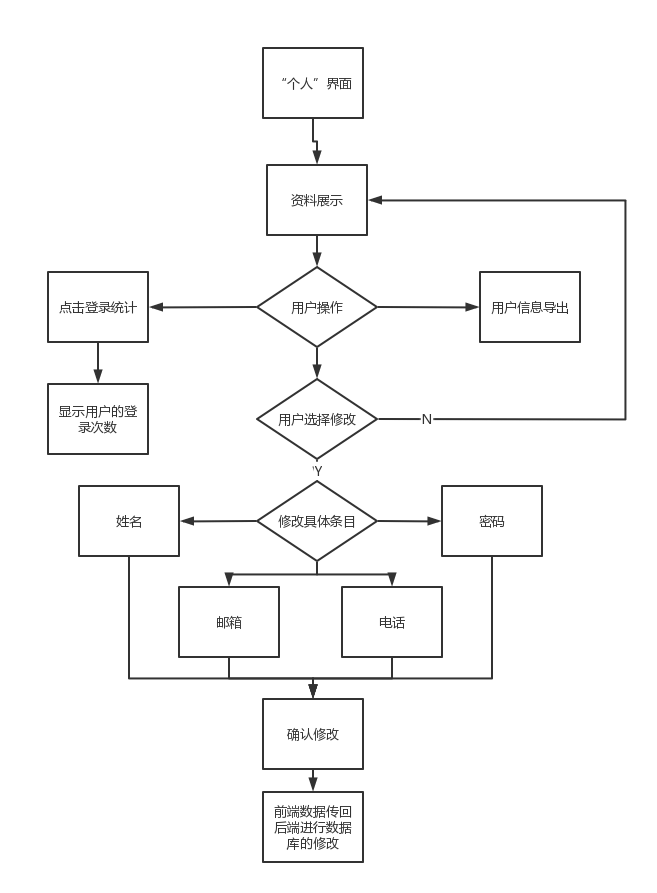 “个人”界面
资料展示
点击登录统计
用户操作
用户信息导出
显示用户的登
录次数
用户选择修改
N
Y
姓名
修改具体条目
密码
邮箱
电话
确认修改
前端数据传回
后端进行数据
库的修改